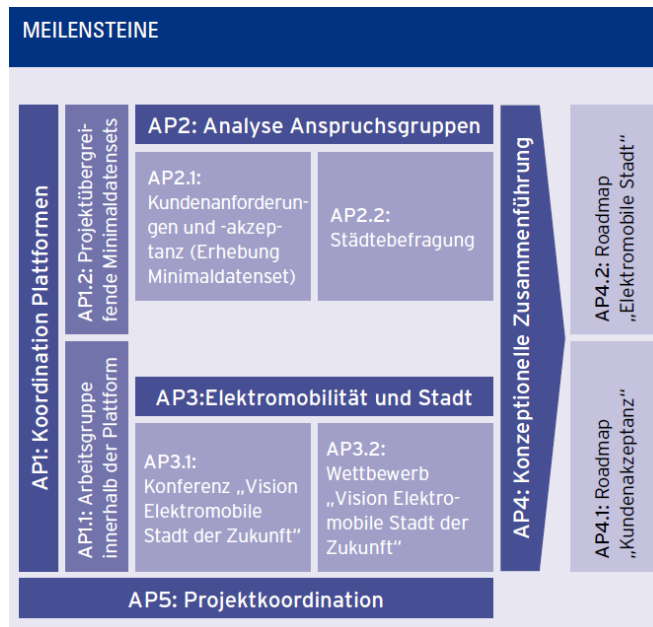 MEILENSTEINE
AP1: Koordination Plattformen
AP1.2: Projektübergrei-
fende Minimaldatensets
AP1.1: Arbeitsgruppe
innerhalb der Plattform
AP2: Analyse Anspruchsgruppen
AP2.1:
Kundenanforderun-
gen und -akzep-
tanz (Erhebung
Minimaldatenset)
AP2.2:
Städtebefragung
AP3:Elektromobilität und Stadt
AP3.1:
Konferenz „Vision
Elektromobile
Stadt der Zukunft“
AP3.2:
Wettbewerb
„Vision Elektro-
mobile Stadt der
Zukunft“
AP4: Konzeptionelle Zusammenführung
AP4.2: Roadmap
„Elektromobile Stadt“
AP4.1: Roadmap
„Kundenakzeptanz“
AP5: Projektkoordination